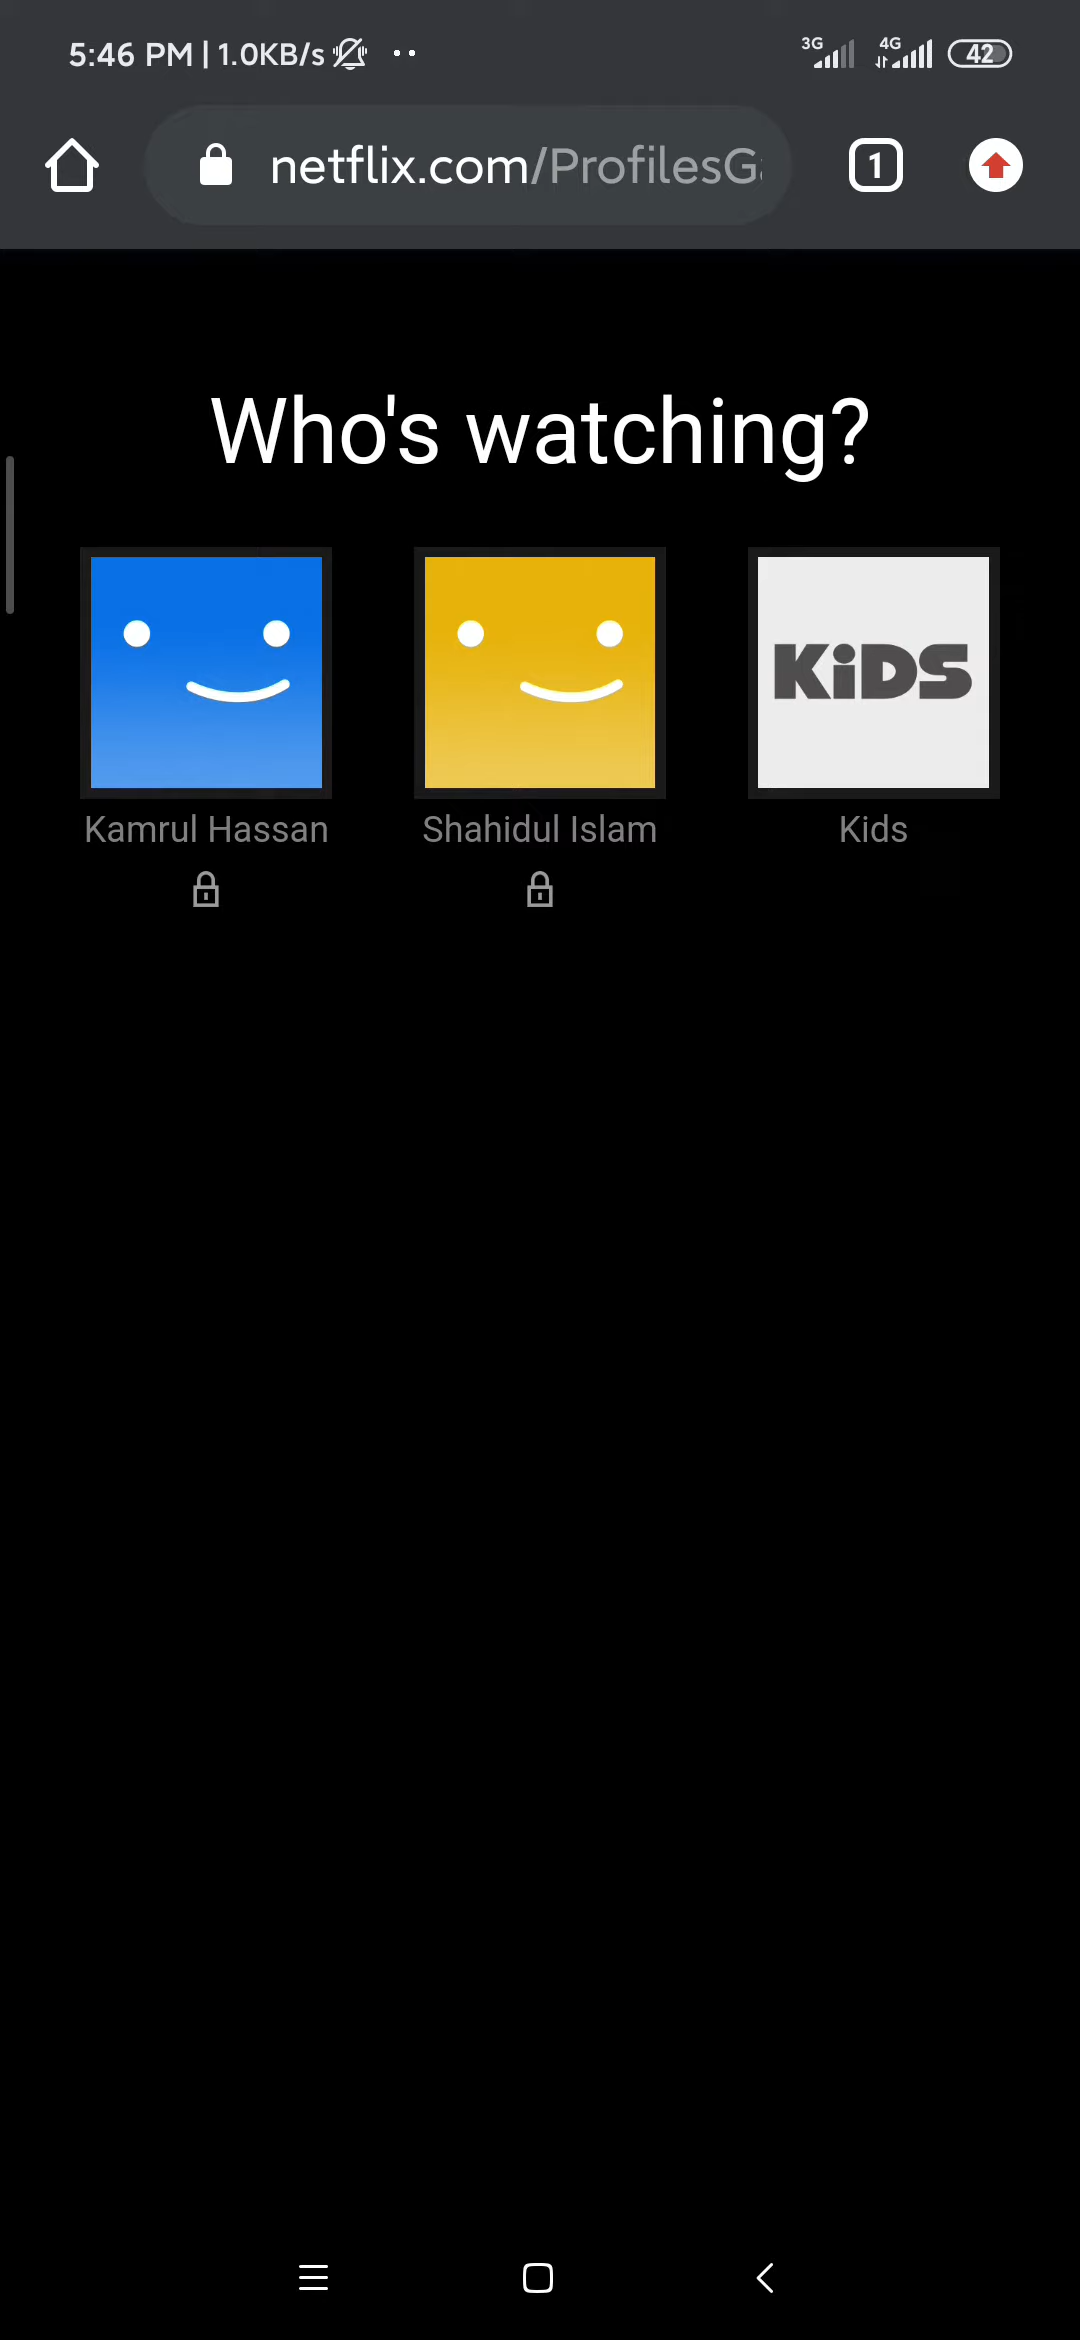 5:46 PM | 1.0KB/s 3G 4G 42
netflix.com/ProfilesG
1
Who's watching?
KiDS
Kamrul Hassan Shahidul Islam Kids